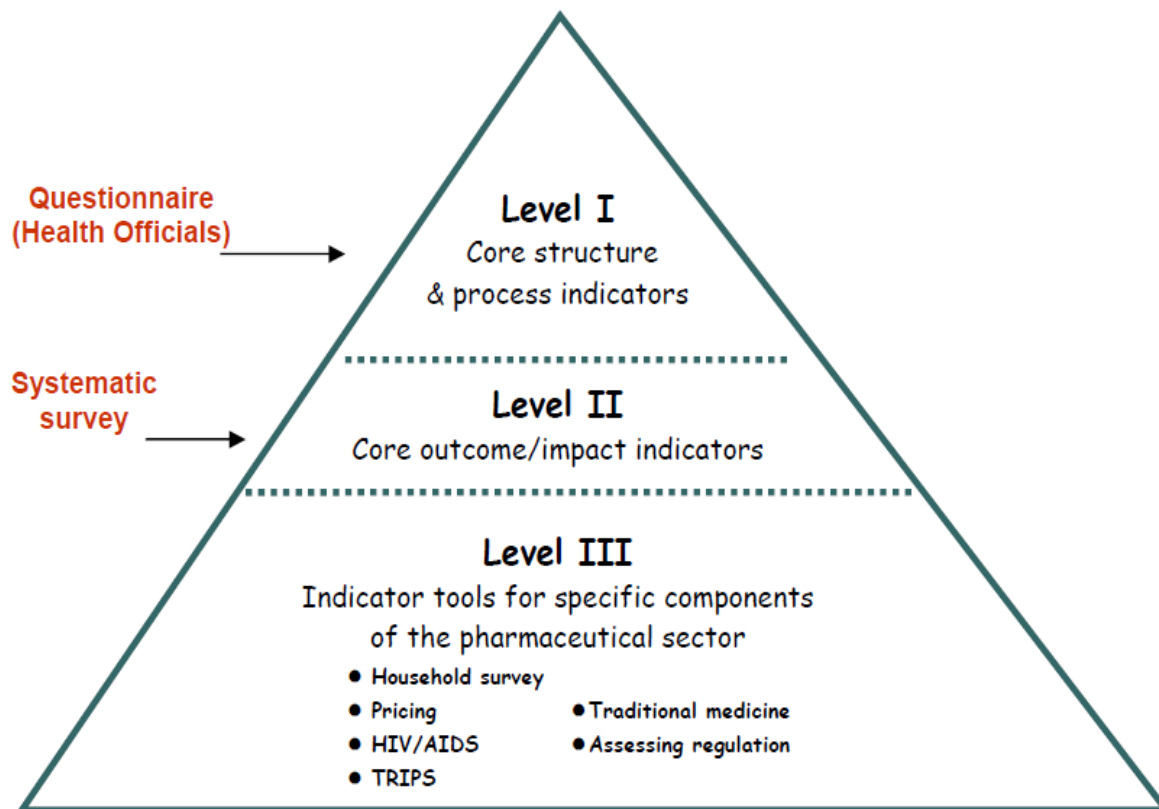 Questionnaire
(Health Officials)
Level I
Core structure
& process indicators
Systematic
survey
Level II
Core outcome/impact indicators
Level III
Indicator tools for specific components
of the pharmaceutical sector
● Household survey
● Pricing
● Traditional medicine
● HIV/AIDS
● Assessing regulation
● TRIPS